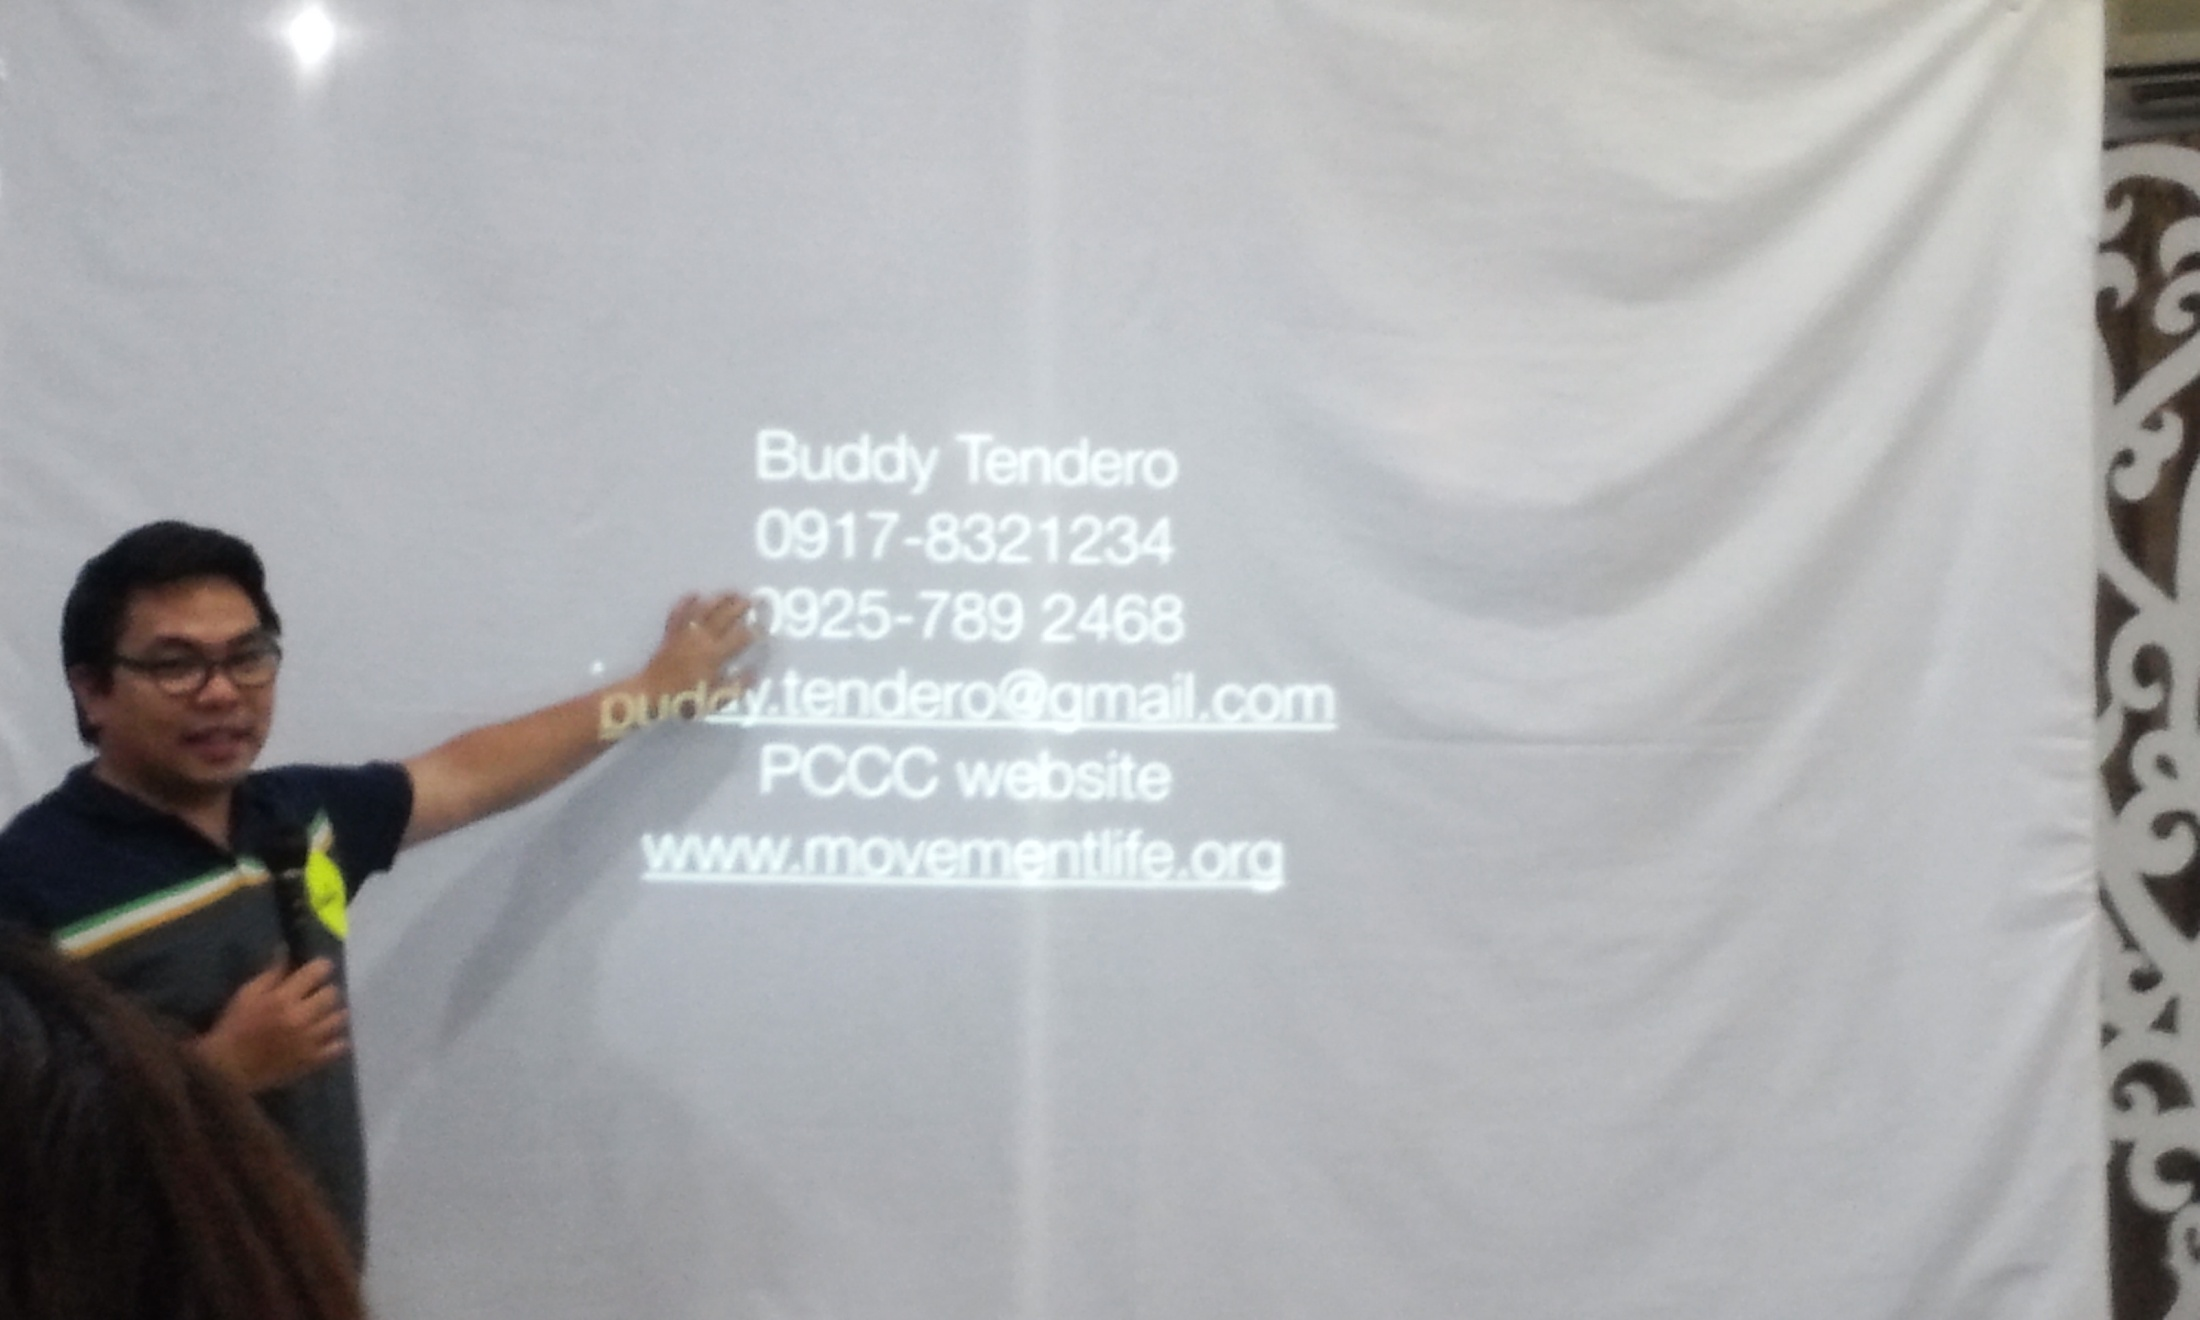 Buddy Tendero
0917-8321234
0925-789 2468
buddy.tendero@gmail.com
PCCC website
www.movementlife.org